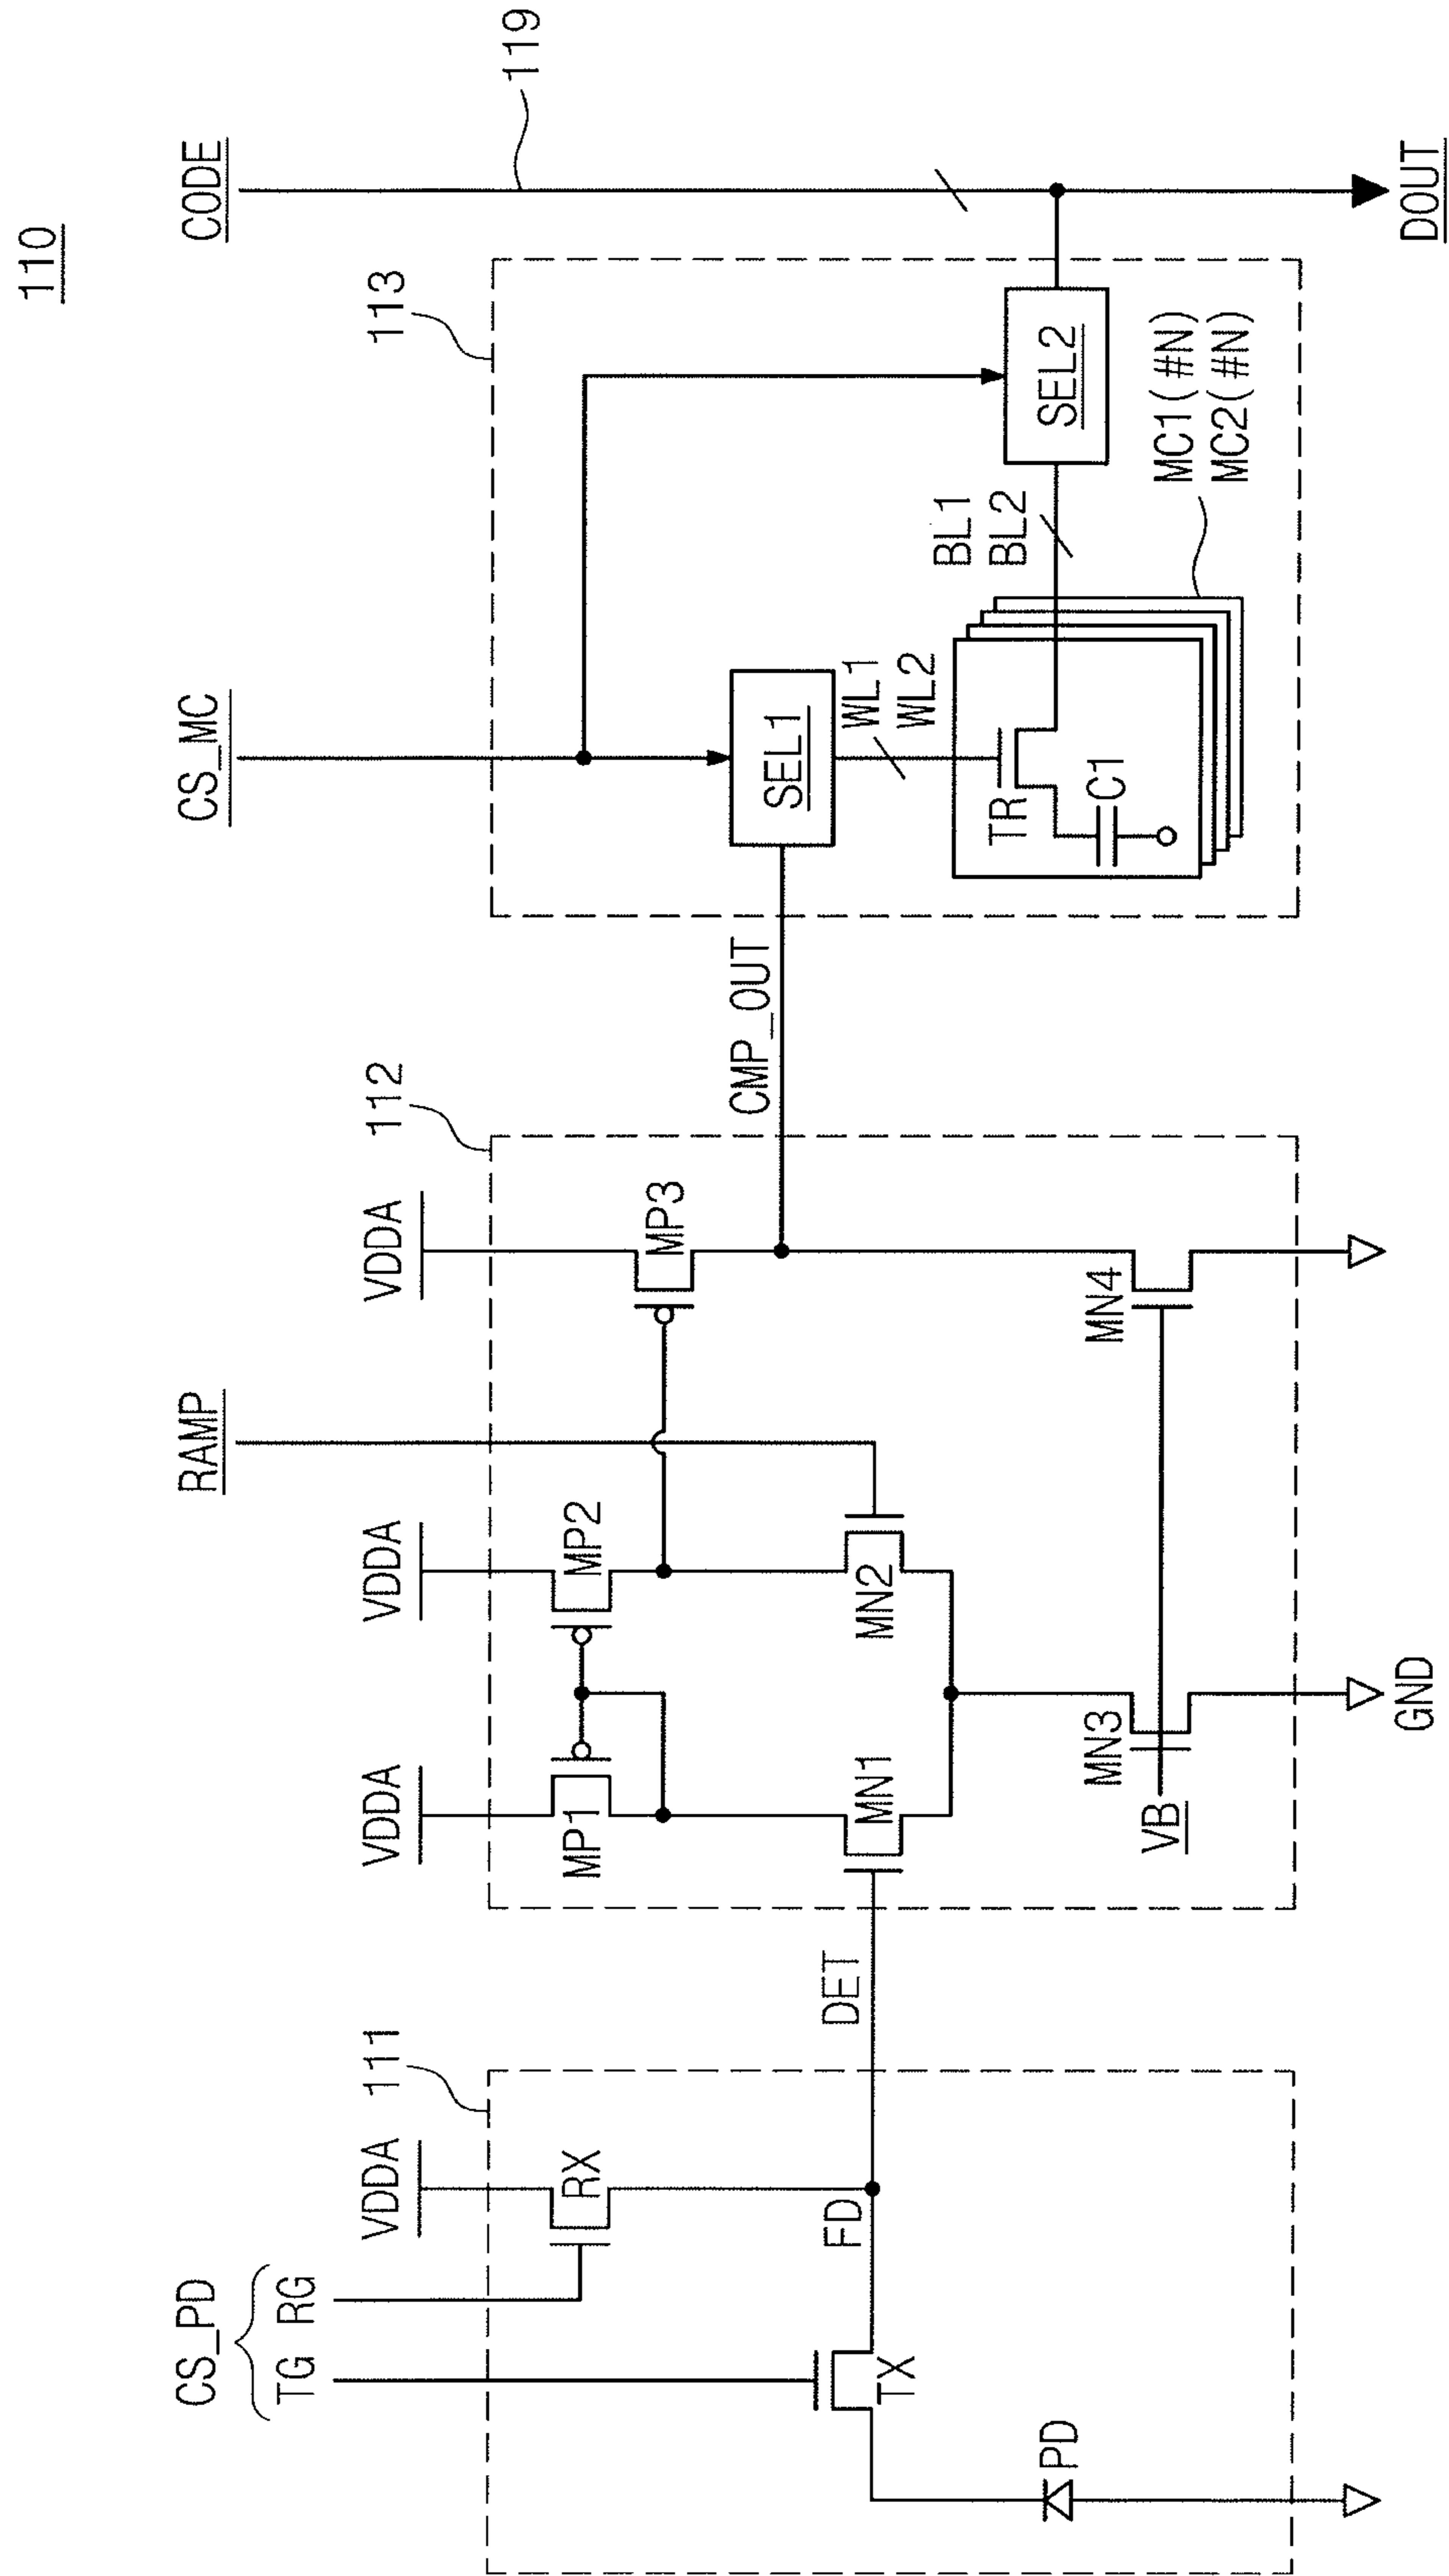 110
CS_PD
TG
RG
RAMP
CS_MC
CODE
119
111
112
113
VDDA
VDDA
VDDA
VDDA
RX
MP1
MP2
MP3
TX
FD
DET
MN1
MN2
CMP_OUT
SEL1
WL1
WL2
BL1
BL2
SEL2
TR
C1
MC1(#N)
MC2(#N)
PD
VB
MN3
MN4
GND
DOUT